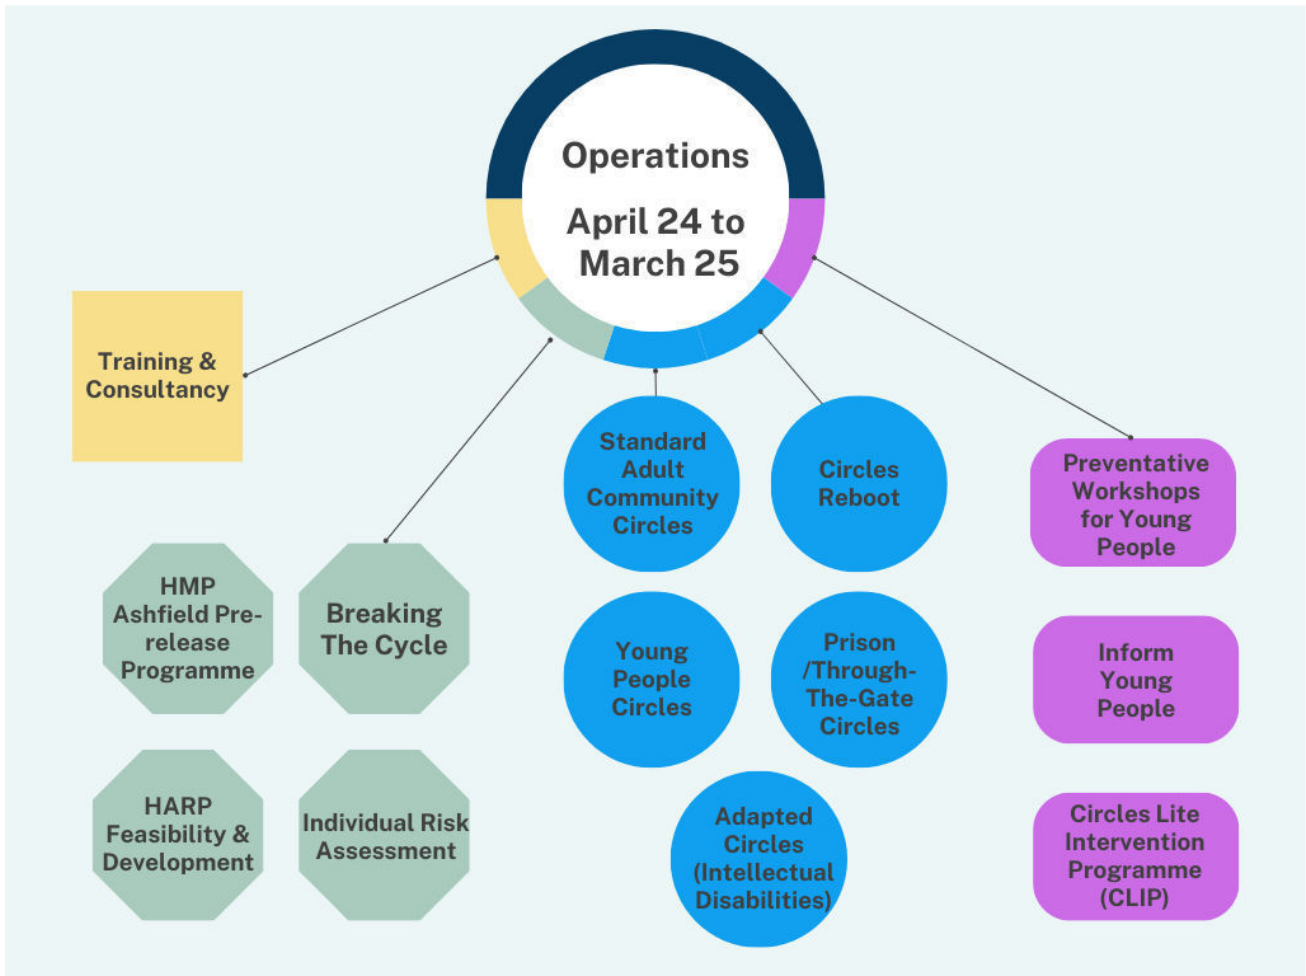 Operations
April 24 to
March 25
Training &
Consultancy
HMP
Ashfield Pre-
release
Programme
Breaking
The Cycle
HARP
Feasibility &
Development
Individual Risk
Assessment
Standard
Adult
Community
Circles
Circles
Reboot
Young
People
Circles
Prison
/Through-
The-Gate
Circles
Adapted
Circles
(Intellectual
Disabilities)
Preventative
Workshops
for Young
People
Inform
Young
People
Circles Lite
Intervention
Programme
(CLIP)